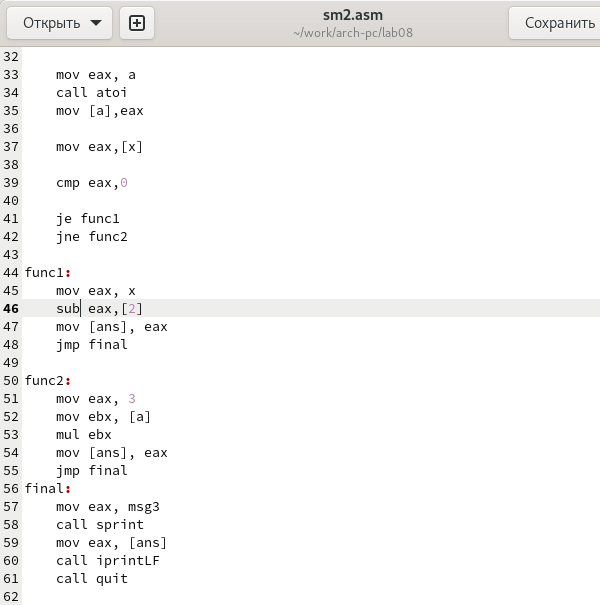 Открыть
sm2.asm
~/work/arch-pc/lab08
Сохранить
32
33 mov eax, a
34 call atoi
35 mov [a],eax
36
37 mov eax,[x]
38
39 cmp eax,0
40
41 je func1
42 jne func2
43
44 func1:
45 mov eax, x
46 sub eax,[2]
47 mov [ans], eax
48 jmp final
49
50 func2:
51 mov eax, 3
52 mov ebx, [a]
53 mul ebx
54 mov [ans], eax
55 jmp final
56 final:
57 mov eax, msg3
58 call sprint
59 mov eax, [ans]
60 call iprintLF
61 call quit
62